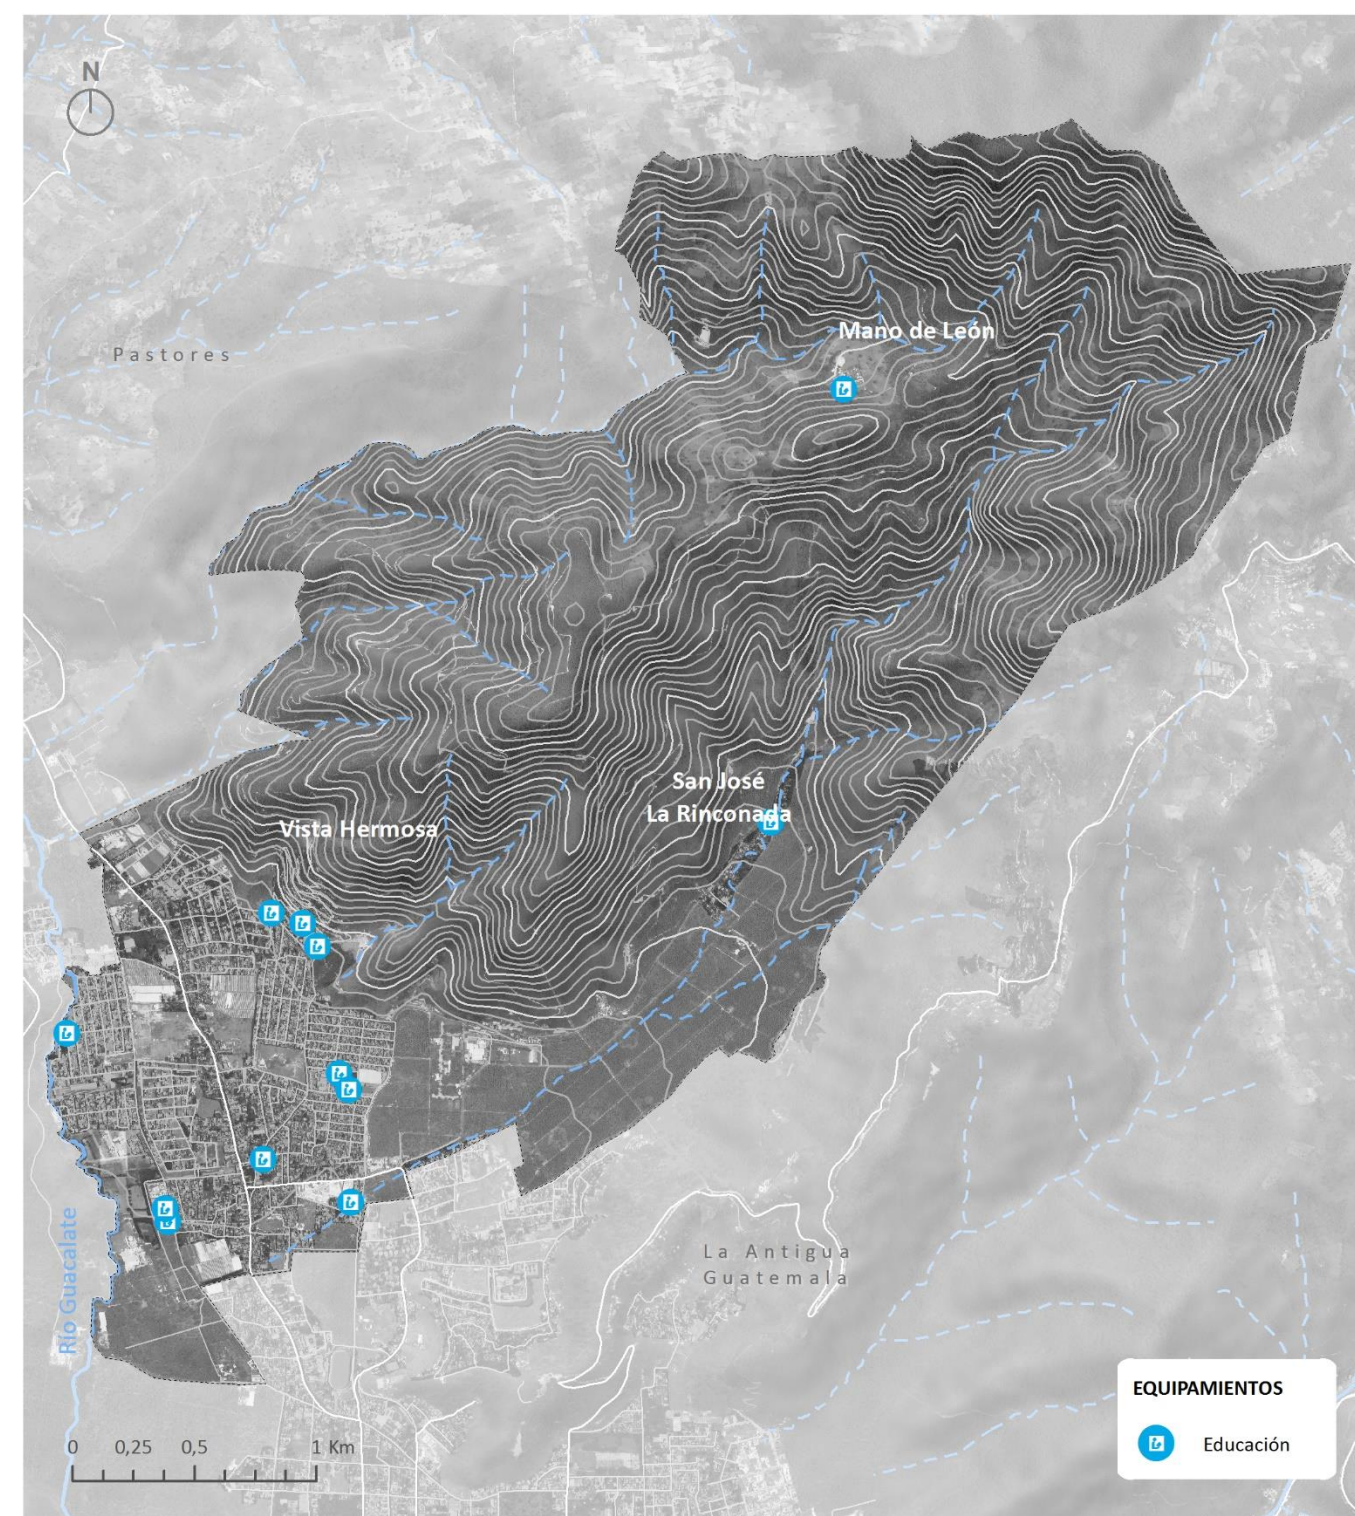 N
Pastores
Mano de León
San José
La Rinconada
Vista Hermosa
Río Guacalate
La Antigua
Guatemala
EQUIPAMIENTOS
Educación
0 0,25 0,5 1 Km